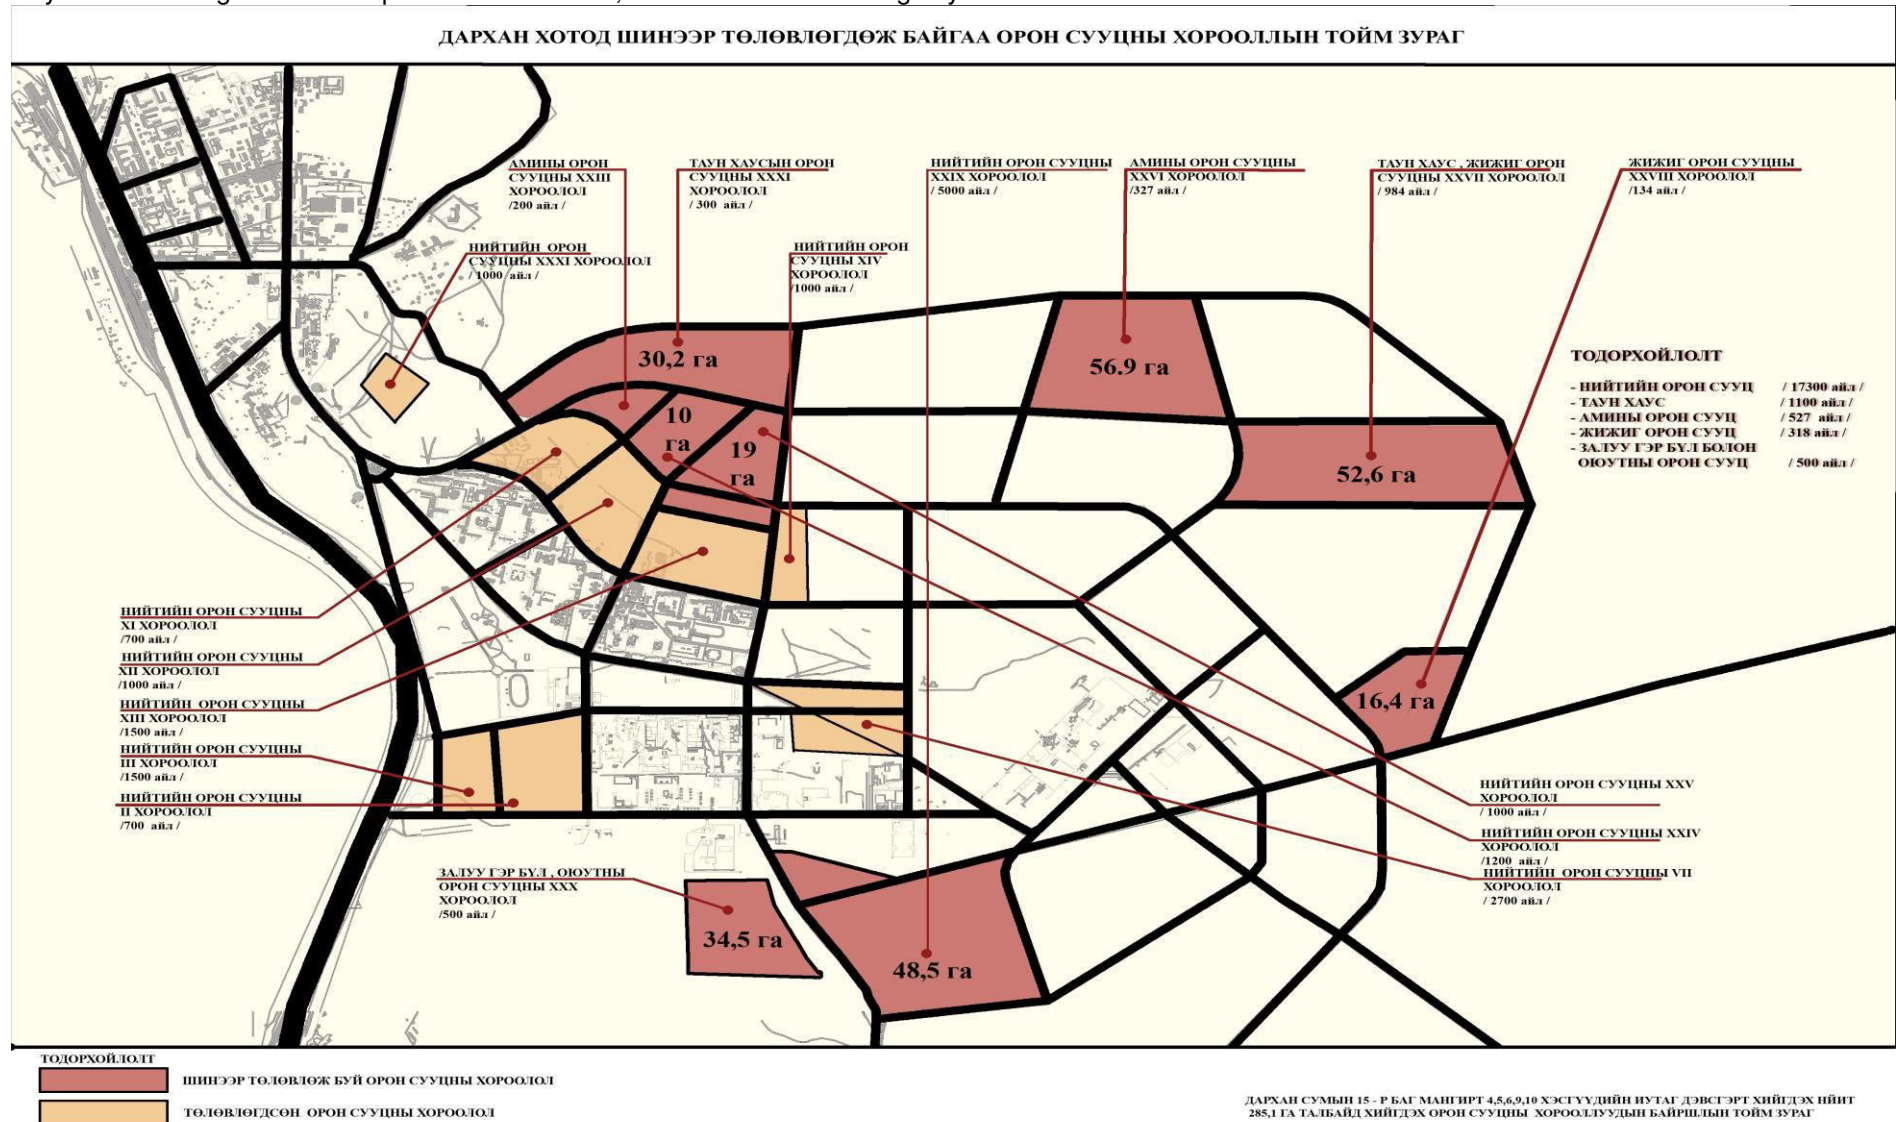 ДАРХАН ХОТОД ШИНЭЭР ТӨЛӨВЛӨГДӨЖ БАЙГАА ОРОН СУУЦНЫ ХОРООЛЛЫН ТОЙМ ЗУРАГ
АМИНЫ ОРОН
СУУЦНЫ XXIII
ХОРООЛОЛ
/200 айл /
ТАУН ХАУСЫН ОРОН
СУУЦНЫ XXXI
ХОРООЛОЛ
/ 300 айл /
НИЙТИЙН ОРОН СУУЦНЫ
XXIX ХОРООЛОЛ
/ 5000 айл /
АМИНЫ ОРОН СУУЦНЫ
XXVI ХОРООЛОЛ
/327 айл /
ТАУН ХАУС , ЖИЖИГ ОРОН
СУУЦНЫ XXVII ХОРООЛОЛ
/ 984 айл /
ЖИЖИГ ОРОН СУУЦНЫ
XXVIII ХОРООЛОЛ
/134 айл /
НИЙТИЙН ОРОН
СУУЦНЫ XXXI ХОРООЛОЛ
/ 1000 айл /
НИЙТИЙН ОРОН
СУУЦНЫ XIV
ХОРООЛОЛ
/1000 айл /
30,2 га
56.9 га
10
га
19
га
52,6 га
ТОДОРХОЙЛОЛТ
- НИЙТИЙН ОРОН СУУЦ / 17300 айл /
- ТАУН ХАУС / 1100 айл /
- АМИНЫ ОРОН СУУЦ / 527 айл /
- ЖИЖИГ ОРОН СУУЦ / 318 айл /
- ЗАЛУУ ГЭР БҮЛ БОЛОН
ОЮУТНЫ ОРОН СУУЦ / 500 айл /
13
НИЙТИЙН ОРОН СУУЦНЫ
XI ХОРООЛОЛ
/700 айл /
НИЙТИЙН ОРОН СУУЦНЫ
XII ХОРООЛОЛ
/1000 айл /
НИЙТИЙН ОРОН СУУЦНЫ
XIII ХОРООЛОЛ
/1500 айл /
НИЙТИЙН ОРОН СУУЦНЫ
III ХОРООЛОЛ
/1500 айл /
НИЙТИЙН ОРОН СУУЦНЫ
II ХОРООЛОЛ
/700 айл /
16,4 га
НИЙТИЙН ОРОН СУУЦНЫ XXV
ХОРООЛОЛ
/ 1000 айл /
НИЙТИЙН ОРОН СУУЦНЫ XXIV
ХОРООЛОЛ
/1200 айл /
НИЙТИЙН ОРОН СУУЦНЫ VII
ХОРООЛОЛ
/ 2700 айл /
ЗАЛУУ ГЭР БҮЛ , ОЮУТНЫ
ОРОН СУУЦНЫ XXX
ХОРООЛОЛ
/500 айл /
34,5 га
48,5 га
ТОДОРХОЙЛОЛТ
ШИНЭЭР ТӨЛӨВЛӨЖ БУЙ ОРОН СУУЦНЫ ХОРООЛОЛ
ТӨЛӨВЛӨГДСӨН ОРОН СУУЦНЫ ХОРООЛОЛ
ДАРХАН СУМЫН 15 - Р БАГ МАНГИРТ 4,5,6,9,10 ХЭСГҮҮДИЙН НУТАГ ДЭВСГЭРТ ХИЙГДЭХ НИЙТ
285,1 ГА ТАЛБАЙД ХИЙГДЭХ ОРОН СУУЦНЫ ХОРООЛЛУУДЫН БАЙРШЛЫН ТОЙМ ЗУРАГ